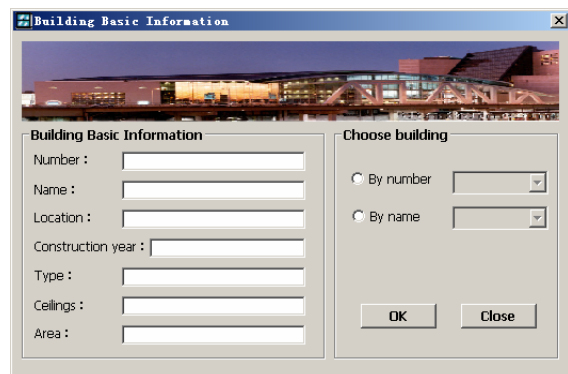 Building Basic Information
Building Basic Information
Number :
Name :
Location :
Construction year :
Type :
Ceilings :
Area :
Choose building
By number
By name
OK
Close